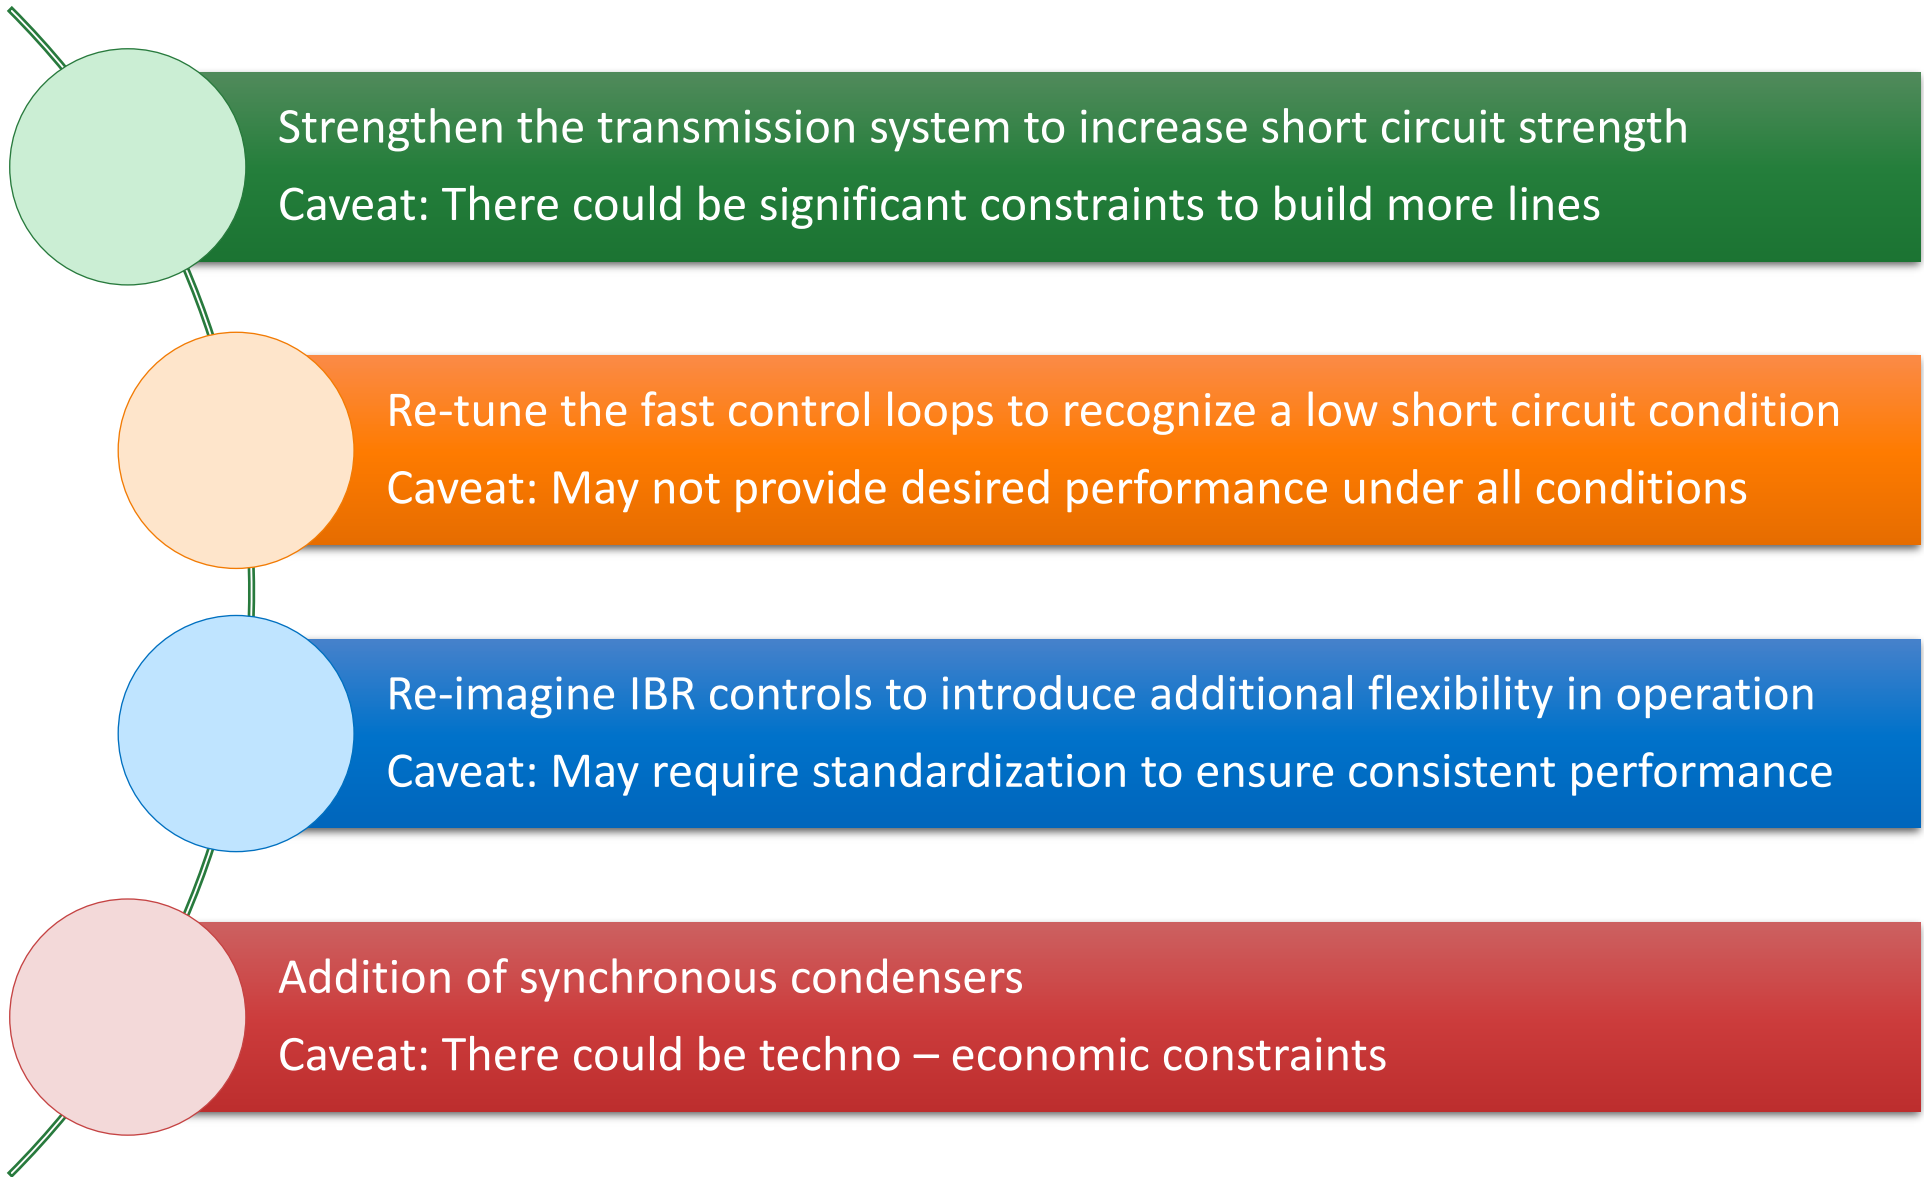 Strengthen the transmission system to increase short circuit strength
Caveat: There could be significant constraints to build more lines
Re-tune the fast control loops to recognize a low short circuit condition
Caveat: May not provide desired performance under all conditions
Re-imagine IBR controls to introduce additional flexibility in operation
Caveat: May require standardization to ensure consistent performance
Addition of synchronous condensers
Caveat: There could be techno – economic constraints